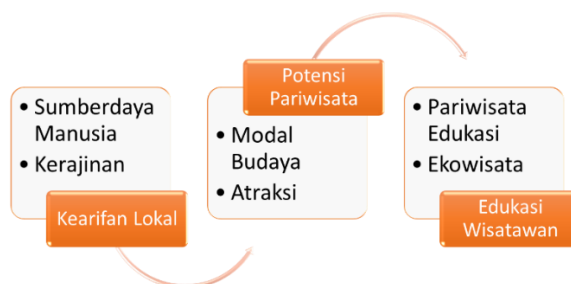 • Sumberdaya
Manusia
• Kerajinan
Kearifan Lokal
Potensi
Pariwisata
• Modal
Budaya
• Atraksi
• Pariwisata
Edukasi
• Ekowisata
Edukasi
Wisatawan